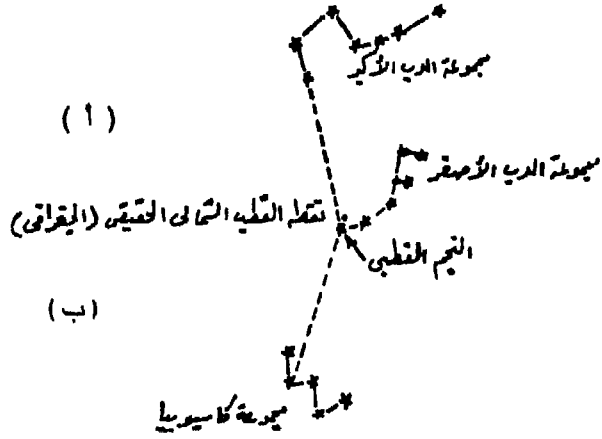 مجموعة الدب الأكبر
( أ )
مجموعة الدب الأصغر
نقطة القطب الشمالى الحقيقى (الجغرافى)
النجم القطبى
(ب)
مجموعة كاسيوبيا